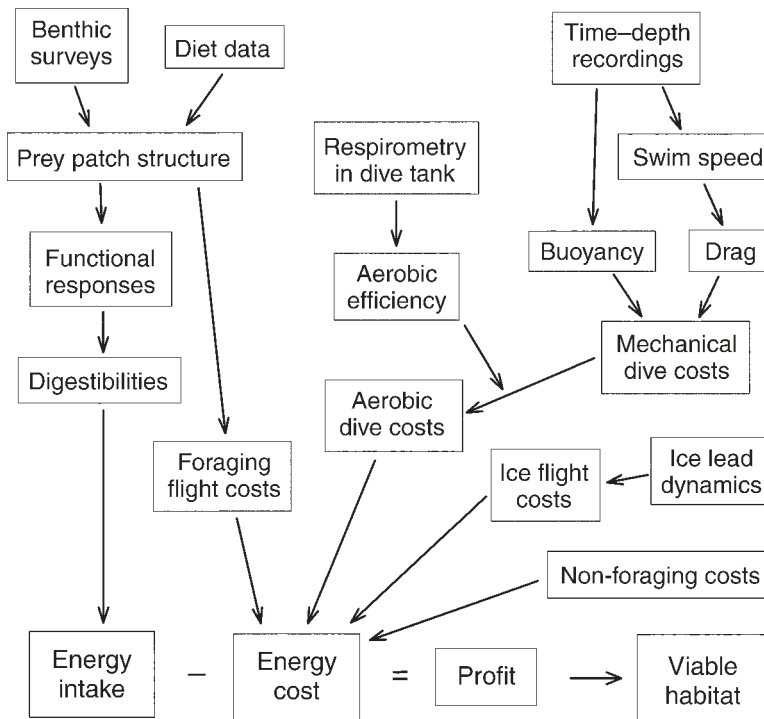 Benthic
surveys
Diet data
Time–depth
recordings
Prey patch structure
Respirometry
in dive tank
Swim speed
Functional
responses
Aerobic
efficiency
Buoyancy
Drag
Digestibilities
Mechanical
dive costs
Aerobic
dive costs
Foraging
flight costs
Ice flight
costs
Ice lead
dynamics
Non-foraging costs
Energy
intake
–
Energy
cost
=
Profit
Viable
habitat